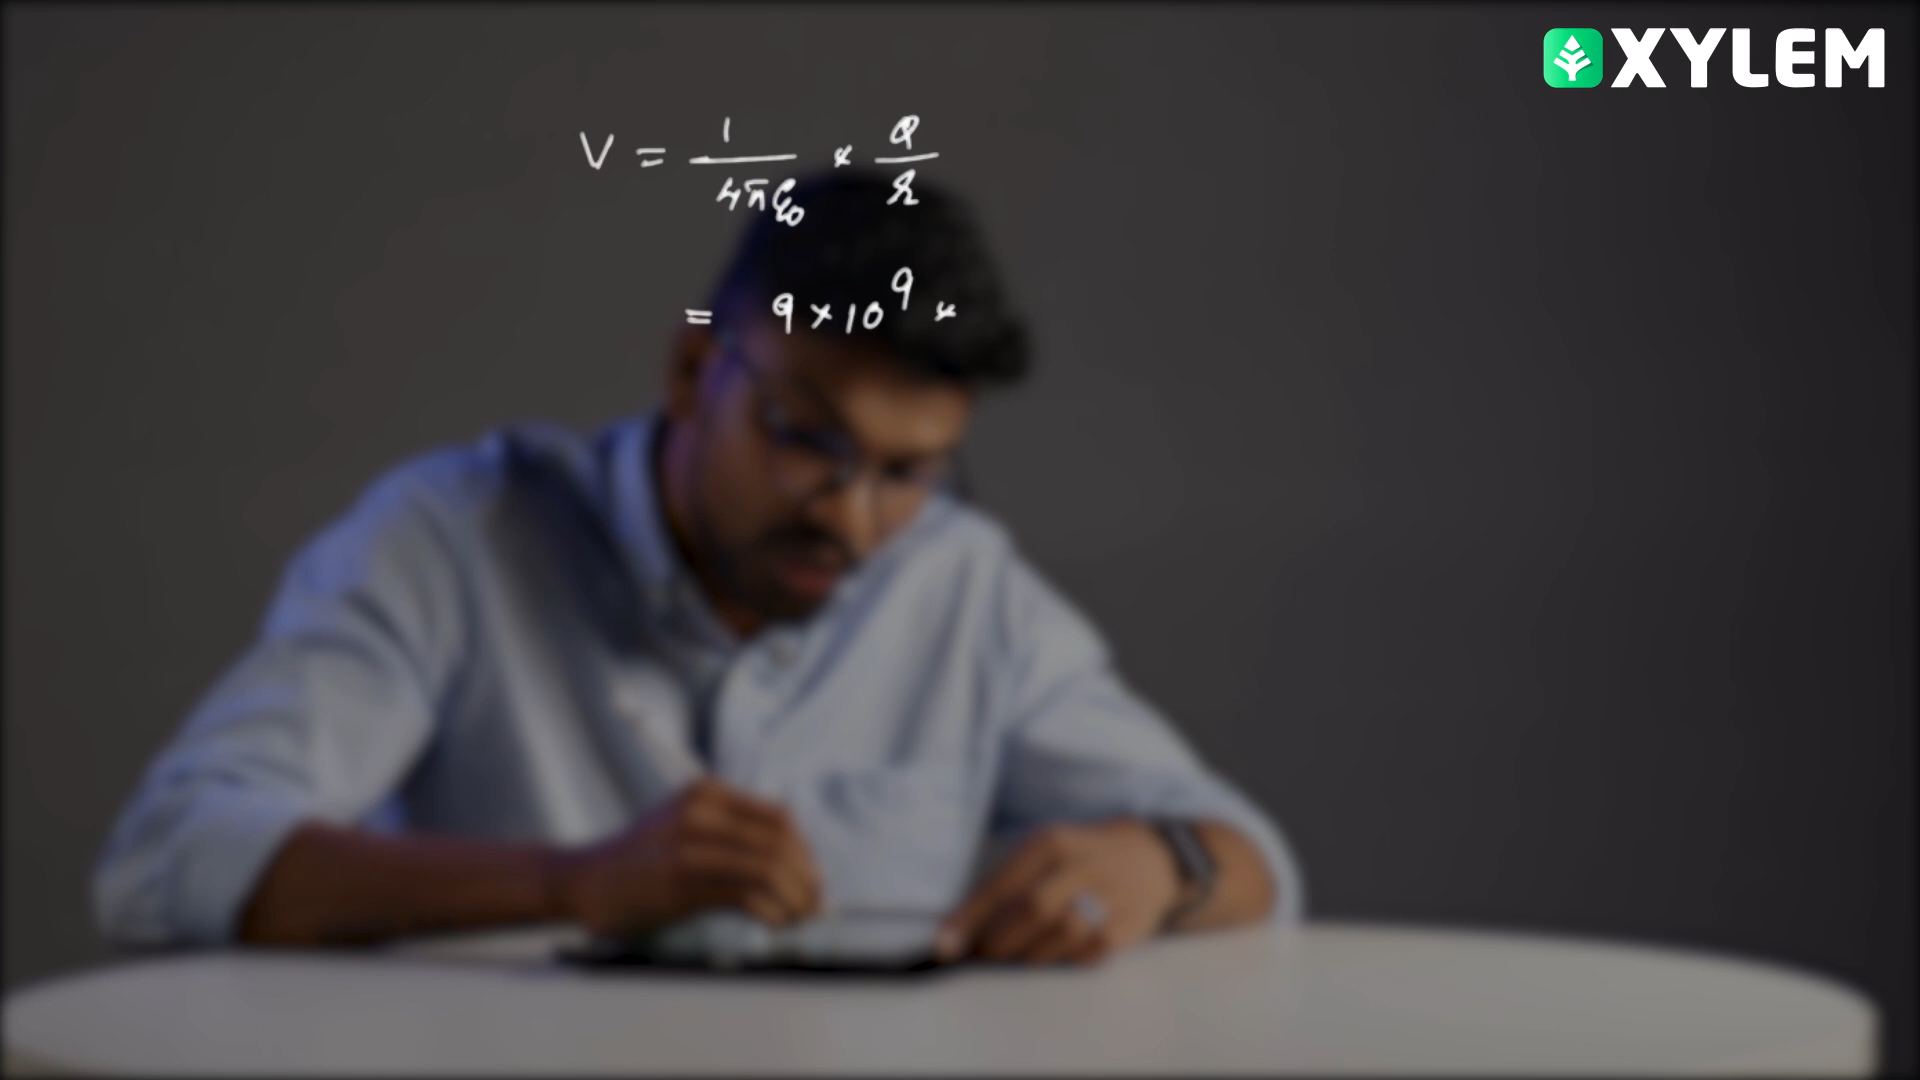 XYLEM
V = 1/4πε₀ × Q/r
= 9 × 10⁹ ×